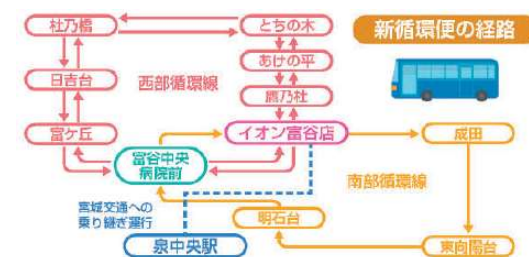 新循環便の経路
杜乃橋
とちの木
日吉台
西部循環線
あけの平
鷹乃杜
富ケ丘
イオン富谷店
成田
富谷中央
病院前
南部循環線
宮城交通への
乗り継ぎ運行
明石台
泉中央駅
東向陽台